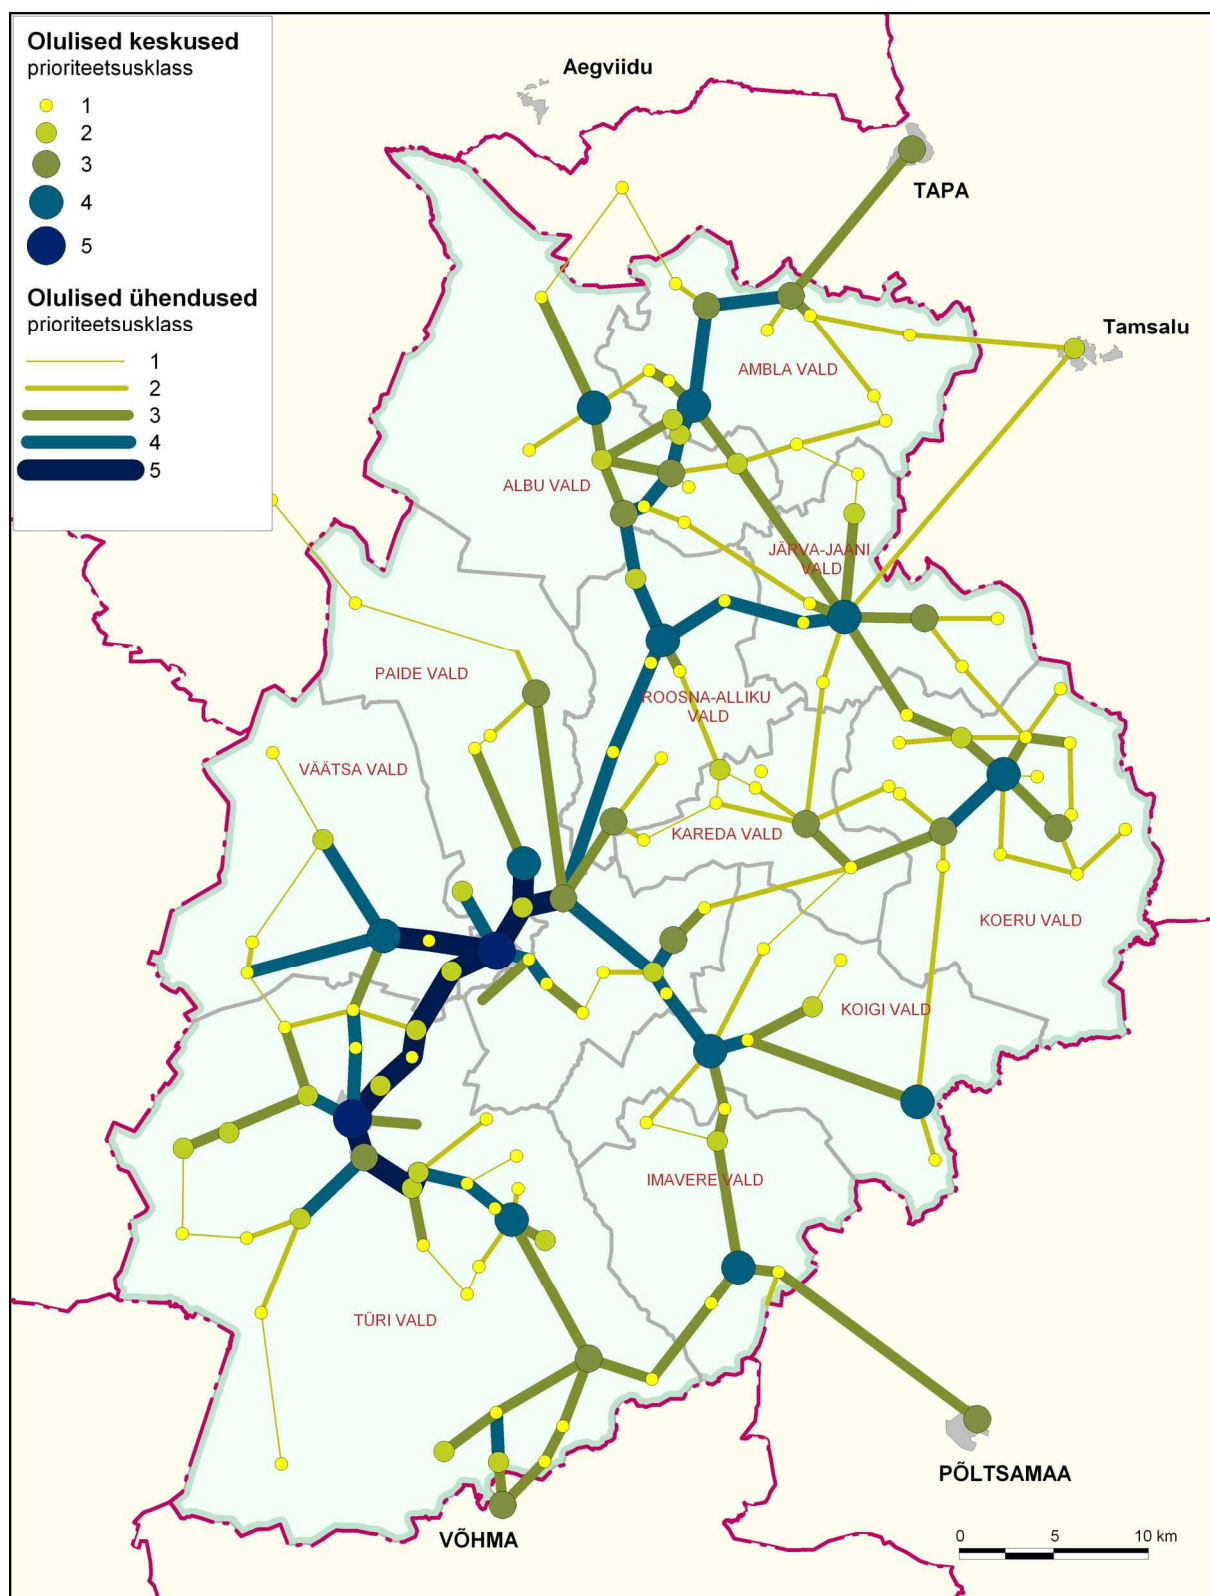 Olulised keskused
prioriteetsusklass
1
2
3
4
5
Olulised ühendused
prioriteetsusklass
1
2
3
4
5
Aegviidu
TAPA
Tamsalu
AMBLA VALD
ALBU VALD
JÄRVA-JAANI
VALD
PAIDE VALD
ROOSNA-ALLIKU
VALD
VÄÄTSA VALD
KAREDA VALD
KOERU VALD
KOIGI VALD
IMAVERE VALD
TÜRI VALD
PÕLTSAMAA
VÕHMA
0 5 10 km